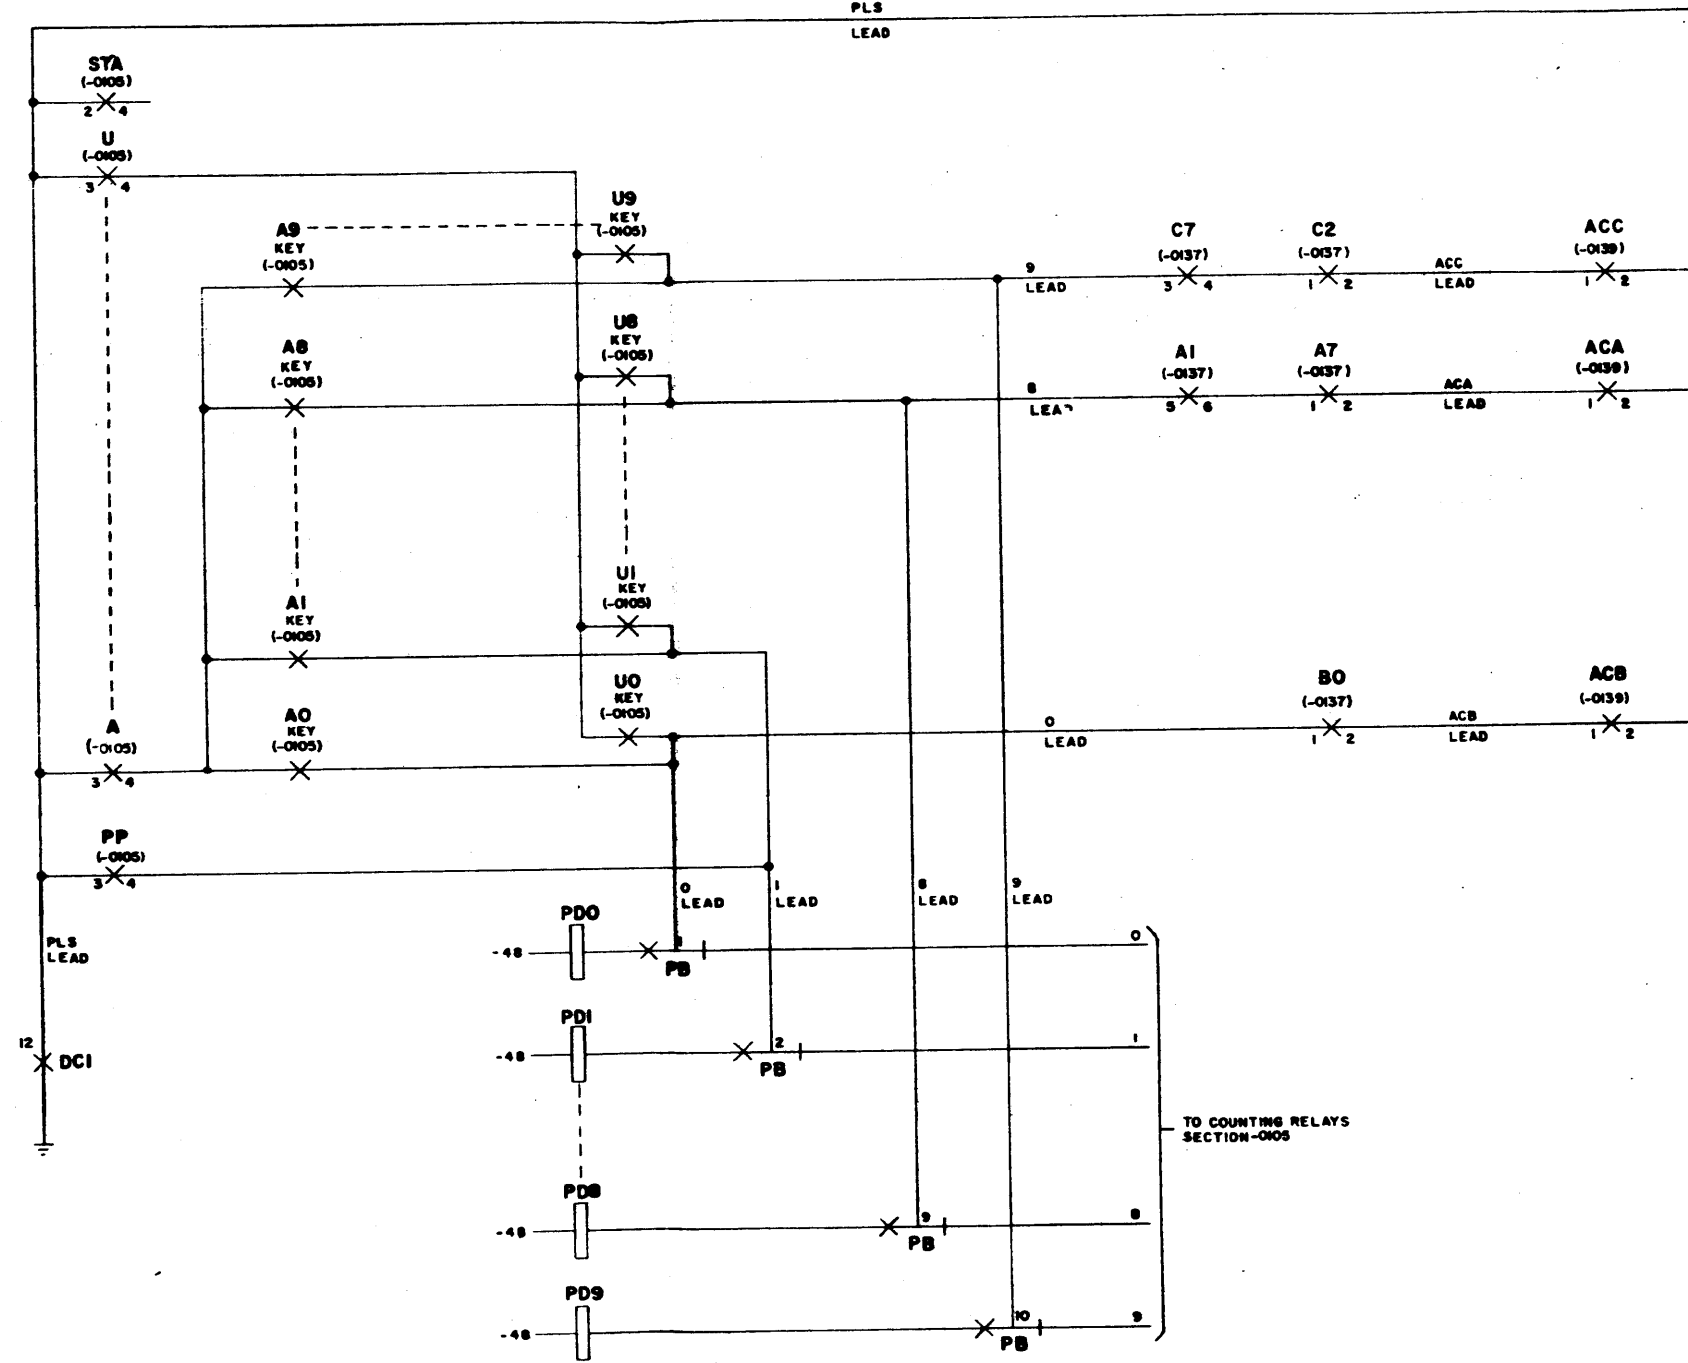 PLS
LEAD
STA
(-0105)
2 4
U
(-0105)
3 4
A9
KEY
(-0105)
U9
KEY
(-0105)
9
LEAD
C7
(-0137)
3 4
C2
(-0137)
1 2
ACC
LEAD
ACC
(-0139)
1 2
A8
KEY
(-0105)
U8
KEY
(-0105)
8
A1
(-0137)
5 6
A7
(-0137)
1 2
ACA
LEAD
ACA
(-0139)
1 2
A1
KEY
(-0105)
U1
KEY
(-0105)
U0
KEY
(-0105)
0
LEAD
B0
(-0137)
1 2
ACB
LEAD
ACB
(-0139)
1 2
A
(-0105)
3 4
A0
KEY
(-0105)
PP
(-0105)
3 4
0
LEAD
1
LEAD
8
LEAD
9
LEAD
PLS
LEAD
PD0
-48
PB
0
12
DC1
PD1
-48
2
PB
1
TO COUNTING RELAYS
SECTION-0105
PD8
-48
9
PB
8
PD9
-48
10
PB
9